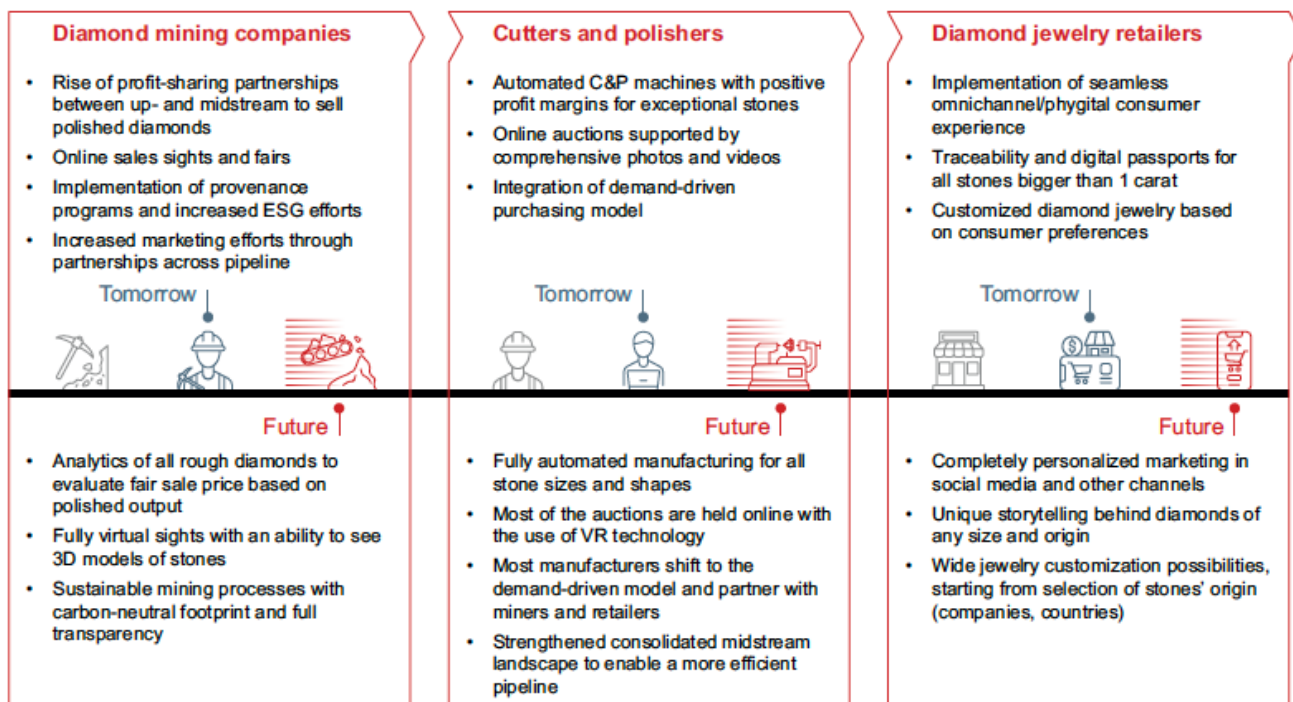 Diamond mining companies
• Rise of profit-sharing partnerships
between up- and midstream to sell
polished diamonds
• Online sales sights and fairs
• Implementation of provenance
programs and increased ESG efforts
• Increased marketing efforts through
partnerships across pipeline
Tomorrow
Future
• Analytics of all rough diamonds to
evaluate fair sale price based on
polished output
• Fully virtual sights with an ability to see
3D models of stones
• Sustainable mining processes with
carbon-neutral footprint and full
transparency
Cutters and polishers
• Automated C&P machines with positive
profit margins for exceptional stones
• Online auctions supported by
comprehensive photos and videos
• Integration of demand-driven
purchasing model
Tomorrow
Future
• Fully automated manufacturing for all
stone sizes and shapes
• Most of the auctions are held online with
the use of VR technology
• Most manufacturers shift to the
demand-driven model and partner with
miners and retailers
• Strengthened consolidated midstream
landscape to enable a more efficient
pipeline
Diamond jewelry retailers
• Implementation of seamless
omnichannel/phygital consumer
experience
• Traceability and digital passports for
all stones bigger than 1 carat
• Customized diamond jewelry based
on consumer preferences
Tomorrow
$
Future
• Completely personalized marketing in
social media and other channels
• Unique storytelling behind diamonds of
any size and origin
• Wide jewelry customization possibilities,
starting from selection of stones' origin
(companies, countries)